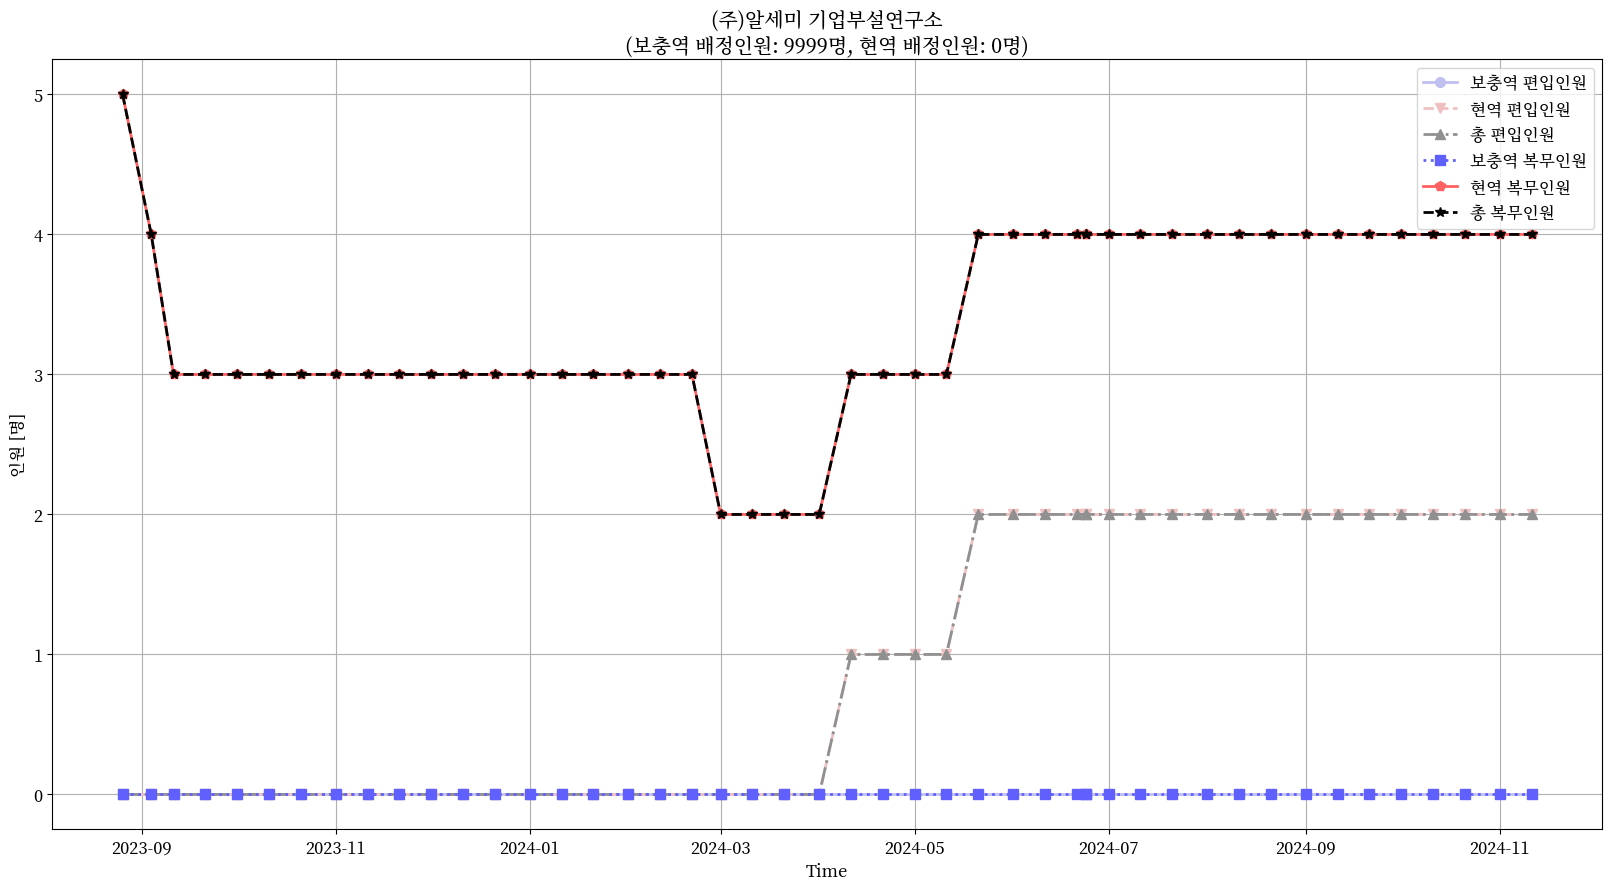 (주)알세미 기업부설연구소
(보충역 배정인원: 9999명, 현역 배정인원: 0명)
보충역 편입인원
현역 편입인원
총 편입인원
보충역 복무인원
현역 복무인원
총 복무인원
인원 [명]
5
4
3
2
1
0
2023-09
2023-11
2024-01
2024-03
2024-05
2024-07
2024-09
2024-11
Time